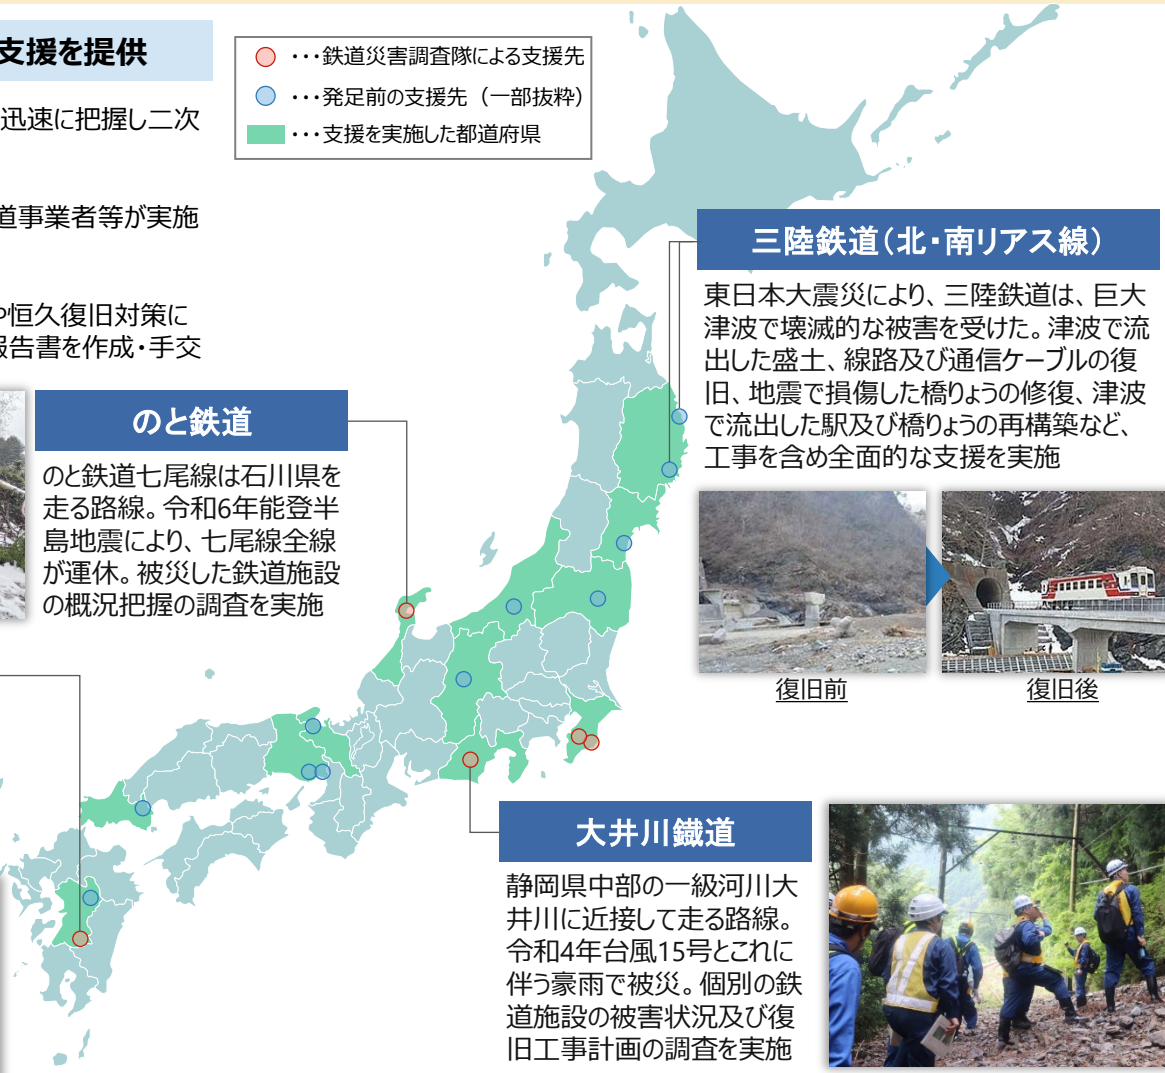 支援を提供
迅速に把握し二次
道事業者等が実施
恒久復旧対策に
報告書を作成・手交
・・・鉄道災害調査隊による支援先
・・・発足前の支援先（一部抜粋）
・・・支援を実施した都道府県
三陸鉄道（北・南リアス線）
東日本大震災により、三陸鉄道は、巨大
津波で壊滅的な被害を受けた。津波で流
出した盛土、線路及び通信ケーブルの復
旧、地震で損傷した橋りょうの修復、津波
で流出した駅及び橋りょうの再構築など、
工事を含め全面的な支援を実施
復旧前
復旧後
のと鉄道
のと鉄道七尾線は石川県を
走る路線。令和6年能登半
島地震により、七尾線全線
が運休。被災した鉄道施設
の概況把握の調査を実施
大井川鐵道
静岡県中部の一級河川大
井川に近接して走る路線。
令和4年台風15号とこれに
伴う豪雨で被災。個別の鉄
道施設の被害状況及び復
旧工事計画の調査を実施